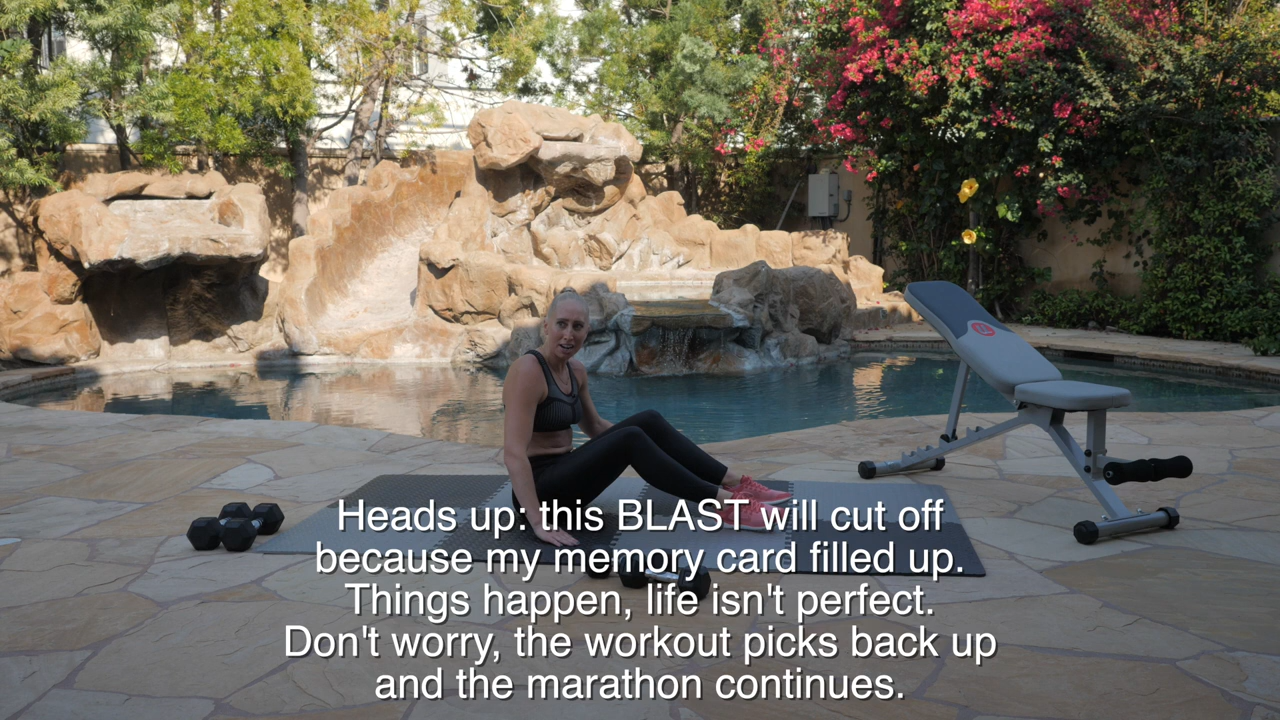 Heads up: this BLAST will cut off
because my memory card filled up.
Things happen, life isn't perfect.
Don't worry, the workout picks back up
and the marathon continues.